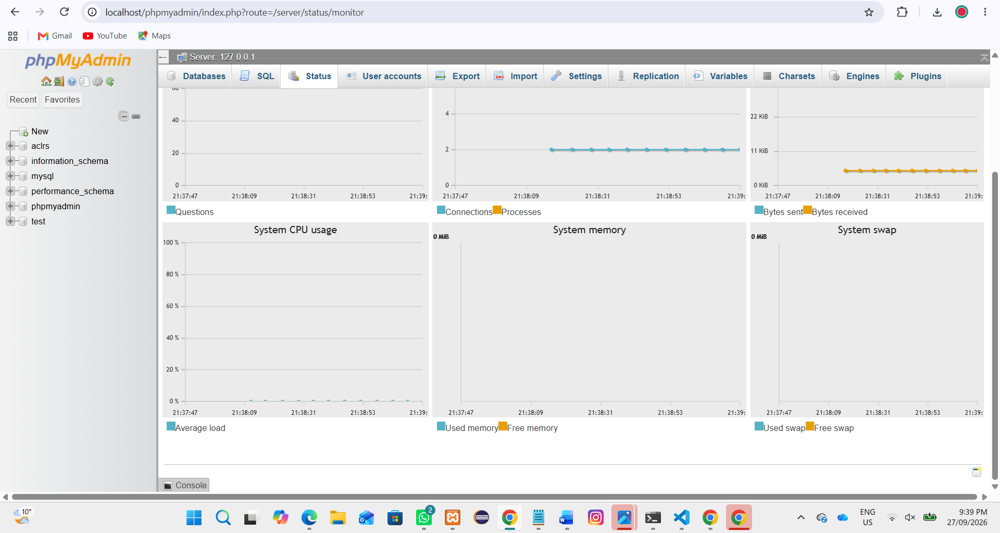 localhost/phpmyadmin/index.php?route=/server/status/monitor
Gmail YouTube Maps
phpMyAdmin
Recent Favorites
New
aclrs
information_schema
mysql
performance_schema
phpmyadmin
test
Server: 127.0.0.1
Databases SQL Status User accounts Export Import Settings Replication Variables Charsets Engines Plugins
60
40
20
0
21:37:47 21:38:09 21:38:31 21:38:53 21:39:
Questions
4
2
0
21:37:47 21:38:09 21:38:31 21:38:53 21:39:
Connections Processes
22 KiB
11 KiB
0 KiB
21:37:47 21:38:09 21:38:31 21:38:53 21:39:
Bytes sent Bytes received
System CPU usage
100 %
80 %
60 %
40 %
20 %
0 %
21:37:47 21:38:09 21:38:31 21:38:53 21:39:
Average load
System memory
0 MiB
21:37:47 21:38:09 21:38:31 21:38:53 21:39:
Used memory Free memory
System swap
0 MiB
21:37:47 21:38:09 21:38:31 21:38:53 21:39:
Used swap Free swap
Console
10°
2
ENG
US
9:39 PM
27/09/2026